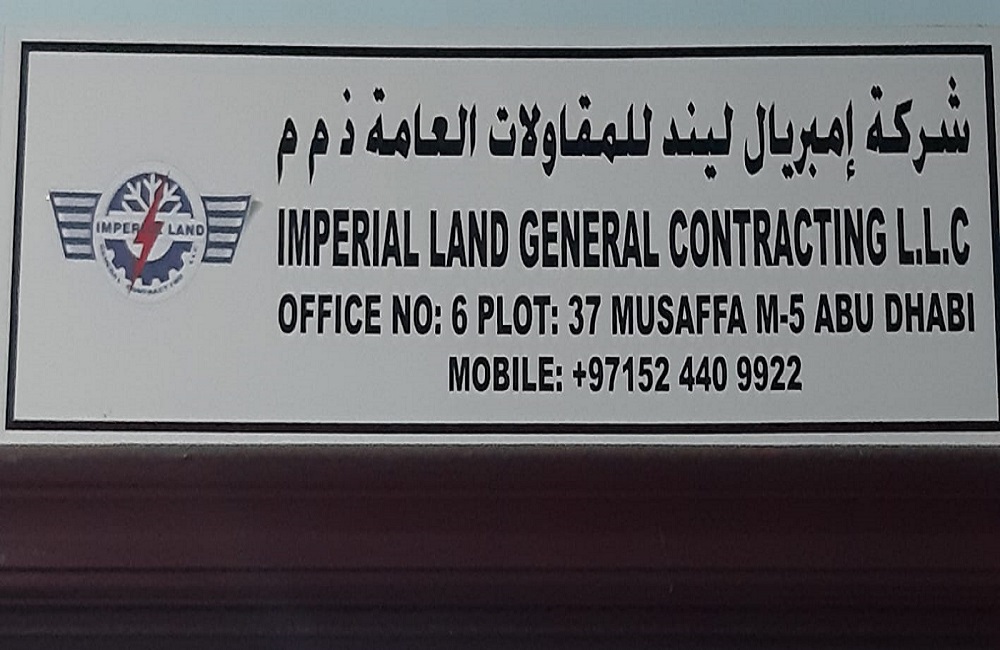 شركة إمبريال ليند للمقاولات العامة ذ م م
IMPERIAL LAND GENERAL CONTRACTING L.L.C
OFFICE NO: 6 PLOT: 37 MUSAFFA M-5 ABU DHABI
MOBILE: +97152 440 9922
LAND